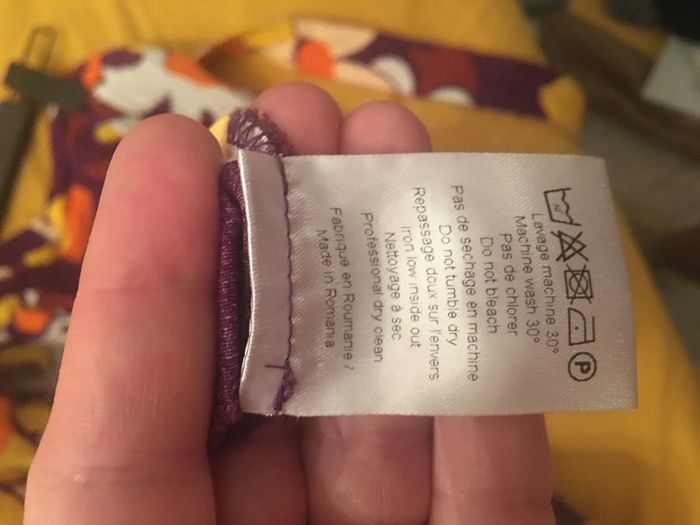 P
Lavage machine 30°
Machine wash 30°
Pas de chlorer
Do not bleach
Pas de sechage en machine
Do not tumble dry
Repassage doux sur l'envers
Iron low inside out
Nettoyage à sec
Professional dry clean
Fabrique en Roumanie /
Made in Romania